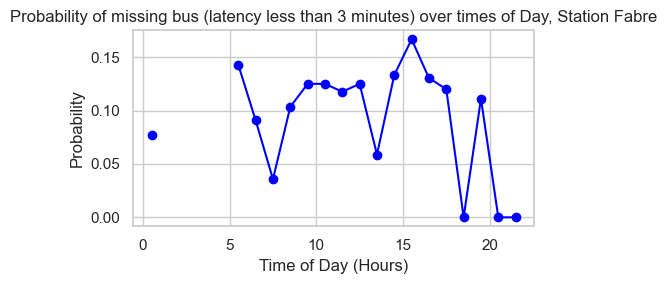 Probability of missing bus (latency less than 3 minutes) over times of Day, Station Fabre
Probability
0.15
0.10
0.05
0.00
0 5 10 15 20
Time of Day (Hours)